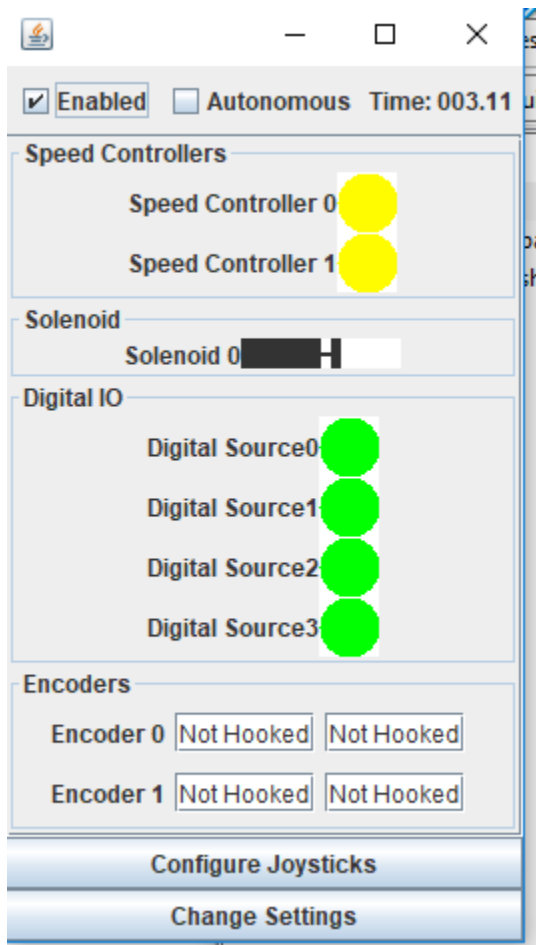 Enabled Autonomous Time: 003.11
Speed Controllers
Speed Controller 0
Speed Controller 1
Solenoid
Solenoid 0
Digital IO
Digital Source0
Digital Source1
Digital Source2
Digital Source3
Encoders
Encoder 0 Not Hooked Not Hooked
Encoder 1 Not Hooked Not Hooked
Configure Joysticks
Change Settings